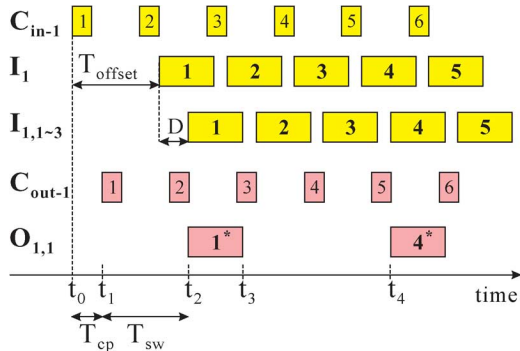 C_in-1 1 2 3 4 5 6
I_1 T_offset 1 2 3 4 5
I_1,1~3 D 1 2 3 4 5
C_out-1 1 2 3 4 5 6
O_1,1 1* 4*
t_0 t_1 t_2 t_3 t_4 time
T_cp T_sw